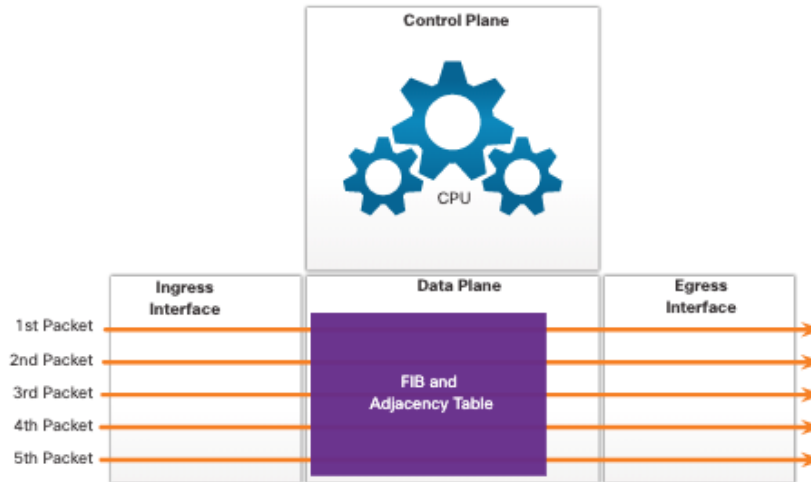 Control Plane
CPU
Ingress
Interface
Data Plane
Egress
Interface
1st Packet
2nd Packet
3rd Packet
4th Packet
5th Packet
FIB and
Adjacency Table